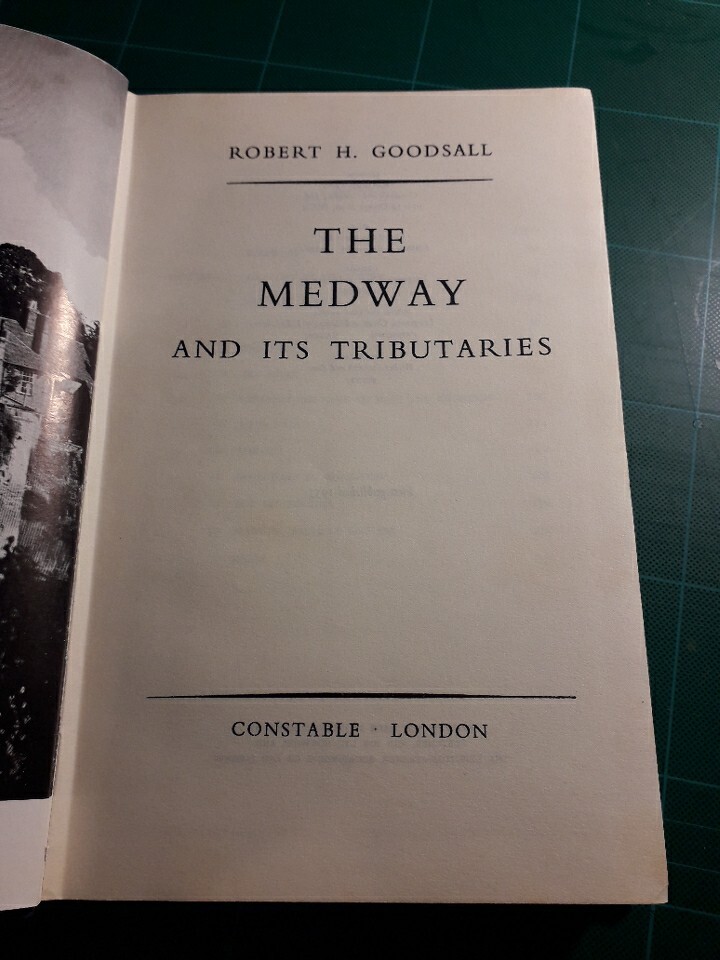 ROBERT H. GOODSALL
THE
MEDWAY
AND ITS TRIBUTARIES
CONSTABLE · LONDON